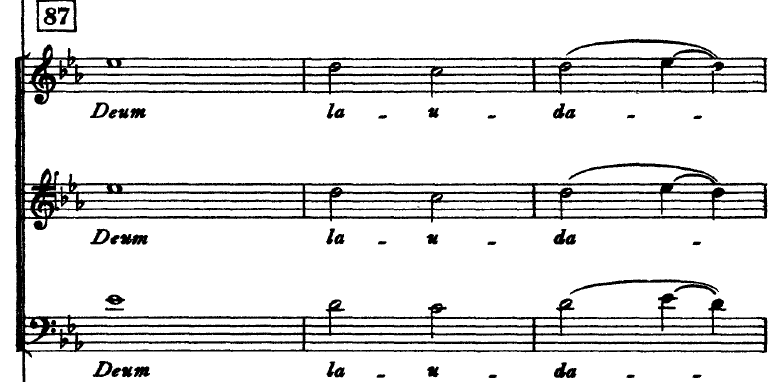 87
Deum la - u - da - -
Deum la - u - da -
Deum la - u - da - -